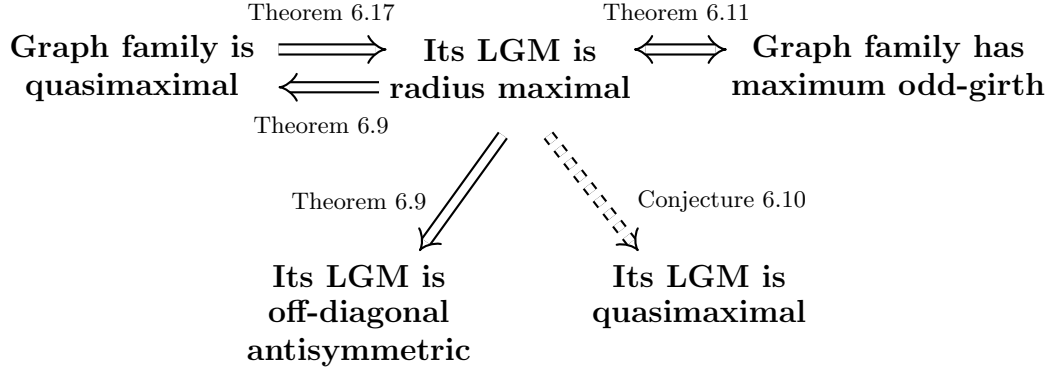 Theorem 6.17
Theorem 6.11
Graph family is
quasimaximal
Its LGM is
radius maximal
Graph family has
maximum odd-girth
Theorem 6.9
Theorem 6.9
Conjecture 6.10
Its LGM is
off-diagonal
antisymmetric
Its LGM is
quasimaximal